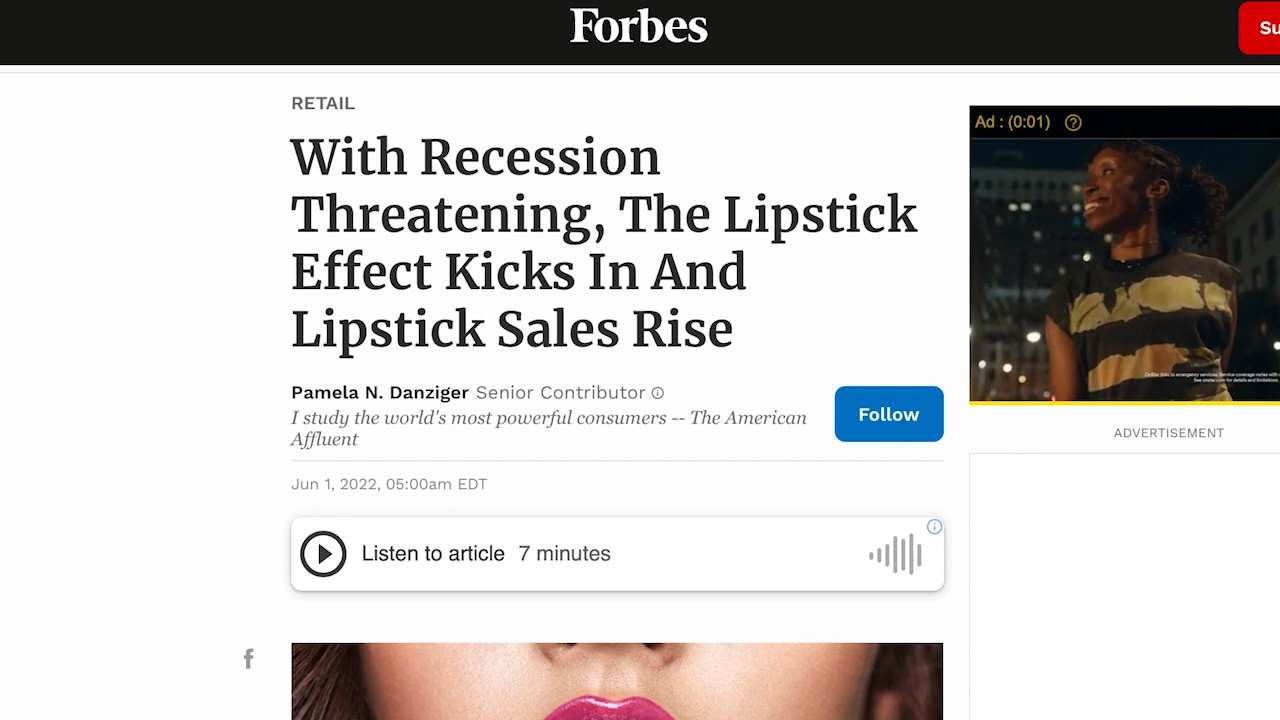 Forbes
Su
RETAIL
With Recession
Threatening, The Lipstick
Effect Kicks In And
Lipstick Sales Rise
Pamela N. Danziger Senior Contributor
I study the world's most powerful consumers -- The American
Affluent
Follow
Jun 1, 2022, 05:00am EDT
Listen to article 7 minutes
Ad : (0:01)
ADVERTISEMENT